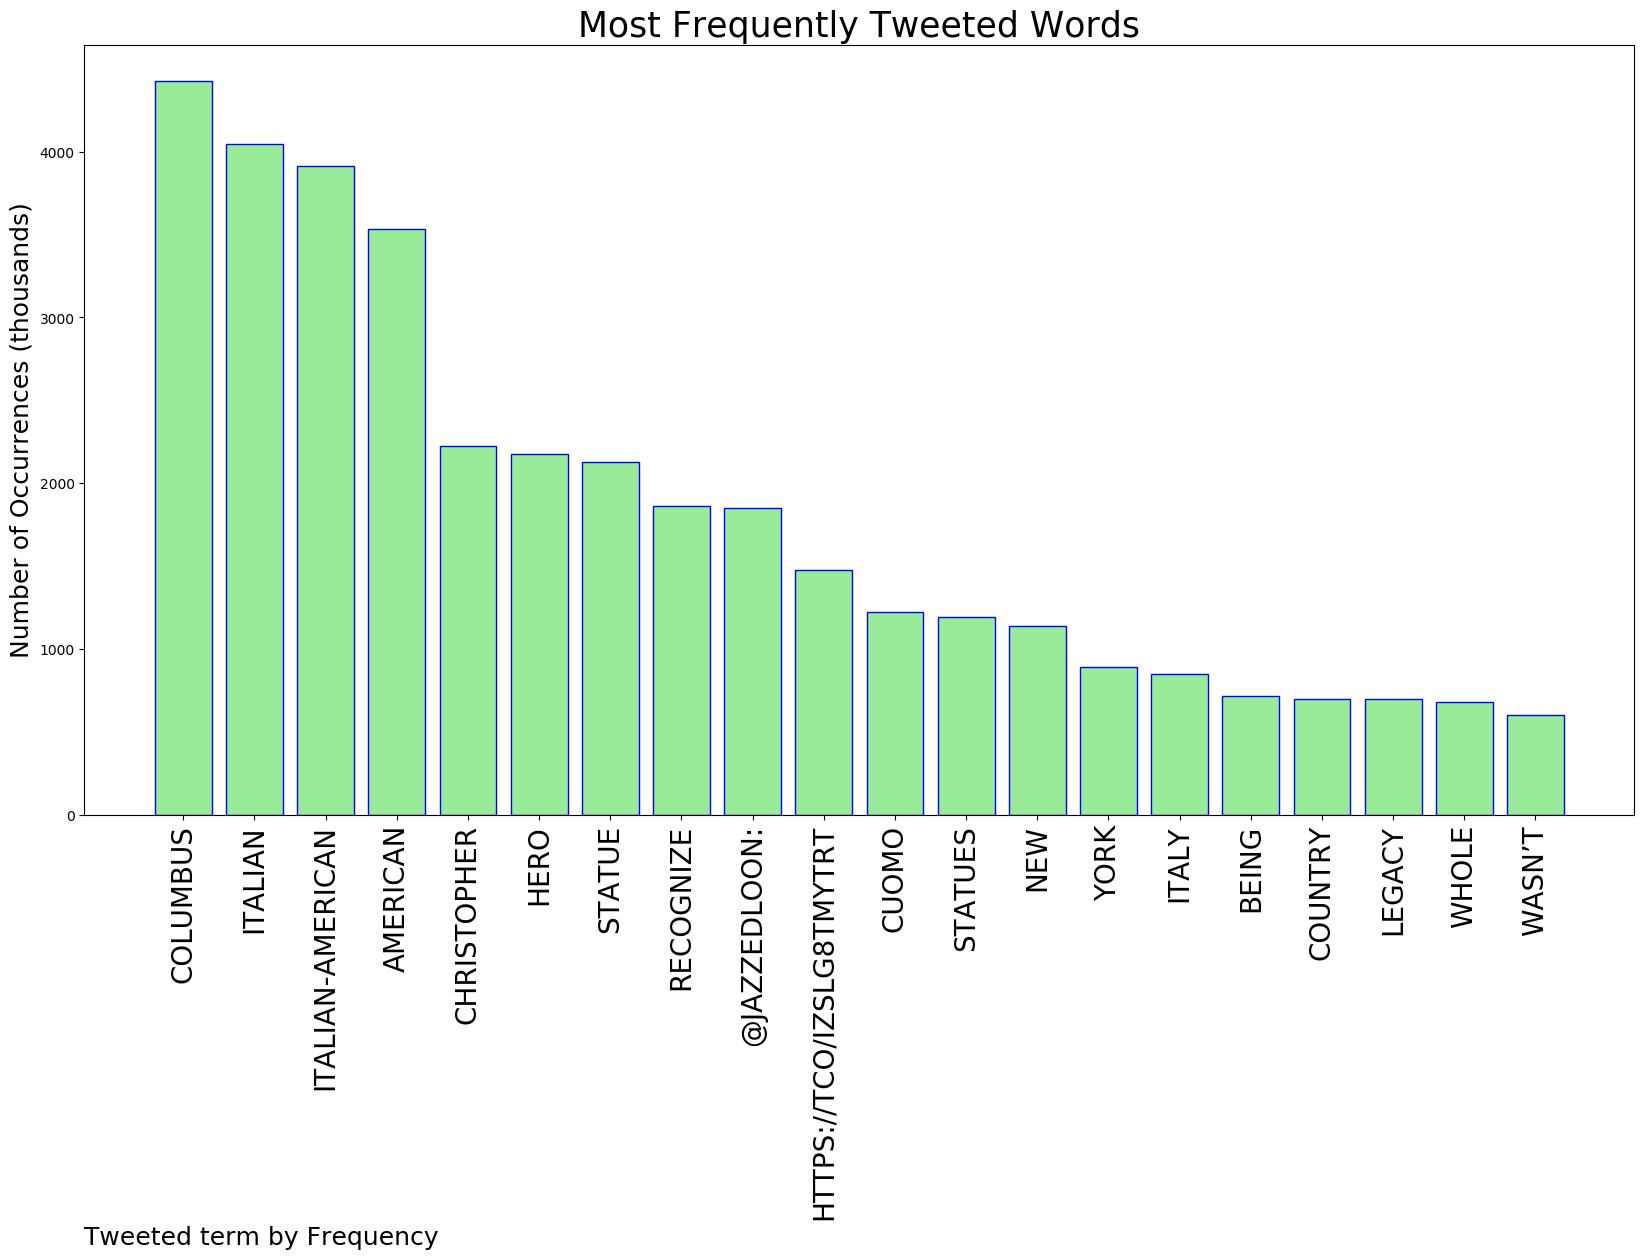 Most Frequently Tweeted Words
Number of Occurrences (thousands)
4000
3000
2000
1000
0
COLUMBUS
ITALIAN
ITALIAN-AMERICAN
AMERICAN
CHRISTOPHER
HERO
STATUE
RECOGNIZE
@JAZZEDLOON:
HTTPS://TCO/IZSLG8TMYTRT
CUOMO
STATUES
NEW
YORK
ITALY
BEING
COUNTRY
LEGACY
WHOLE
WASN'T
Tweeted term by Frequency